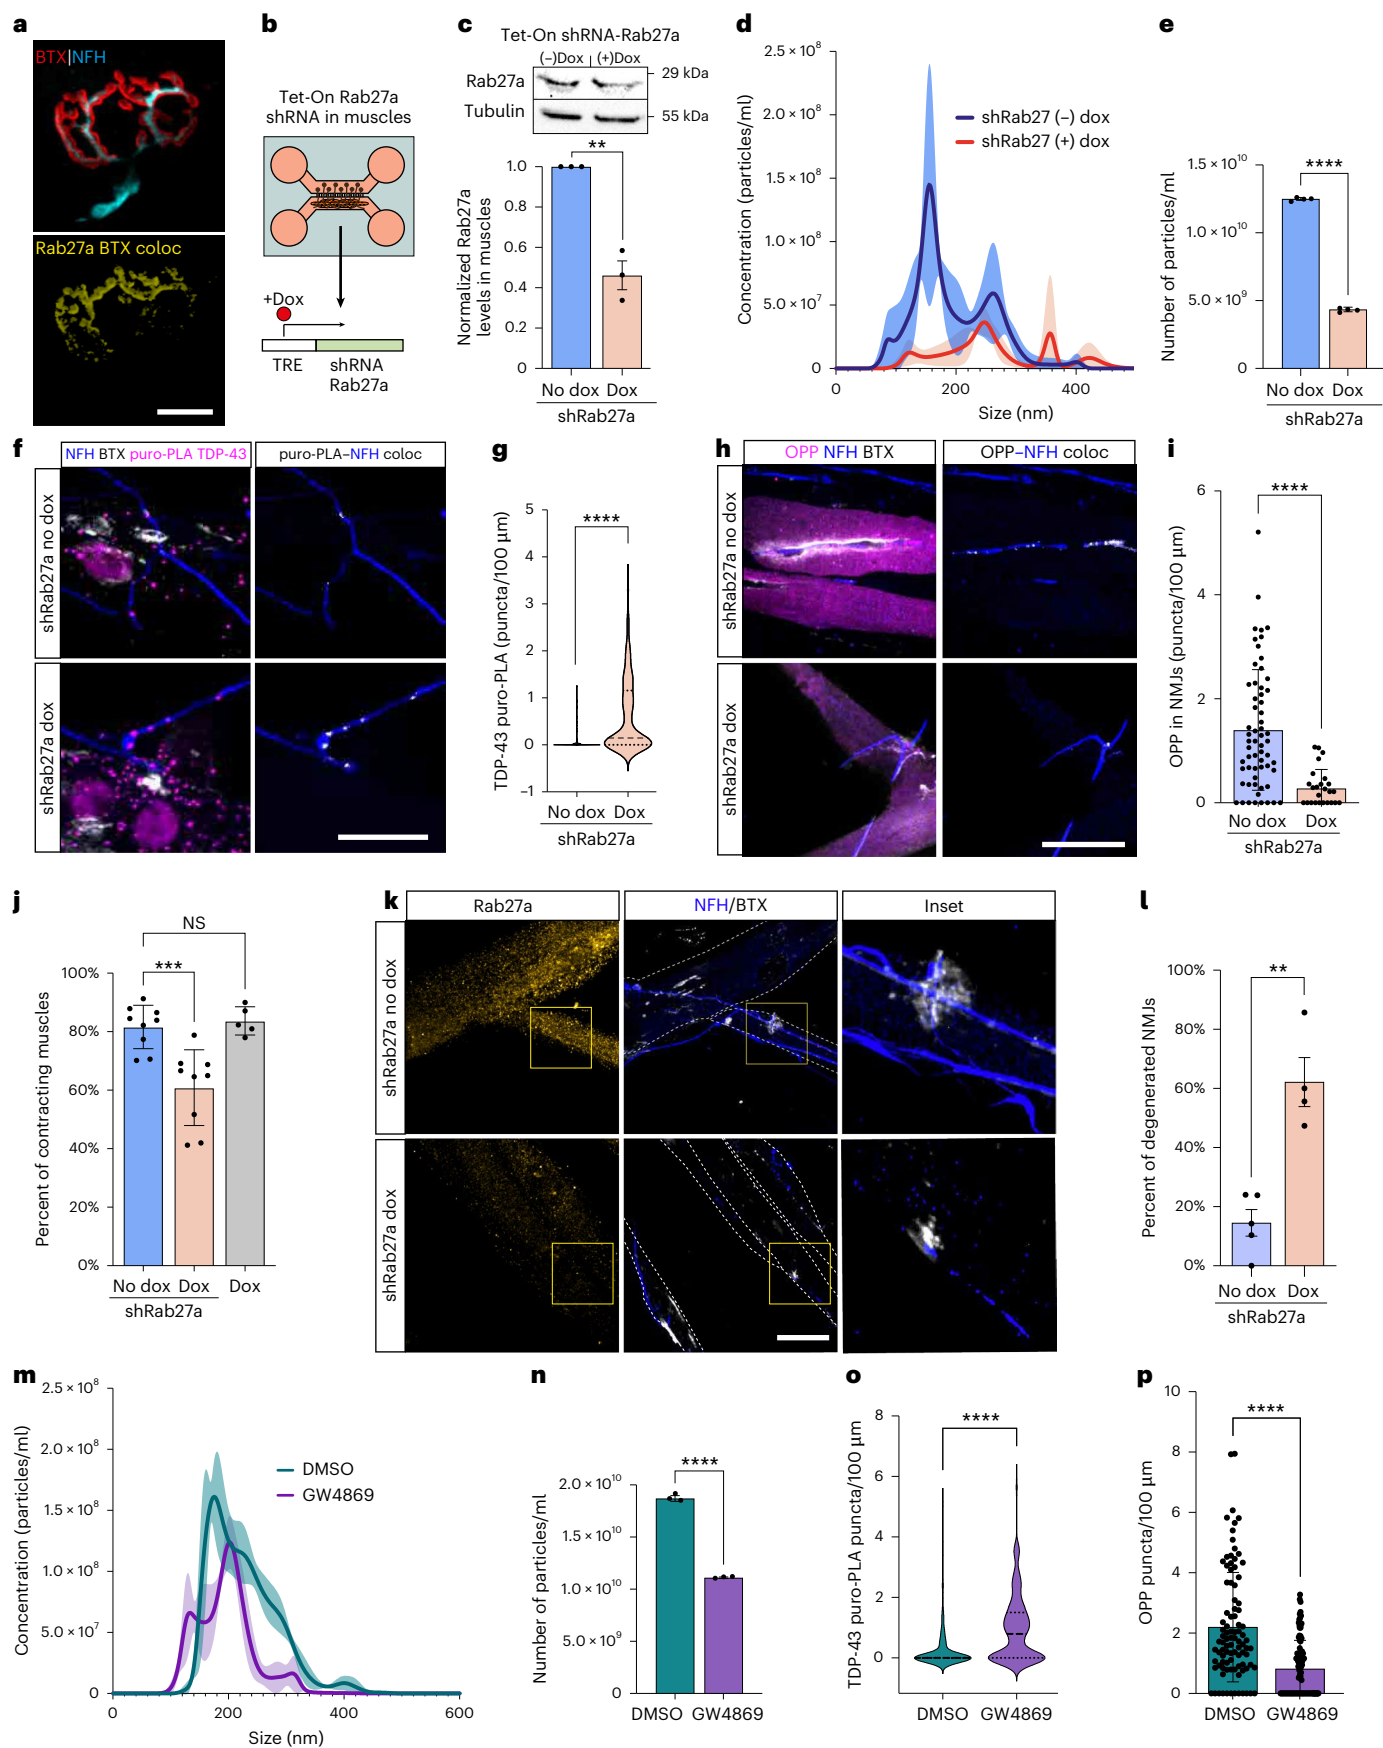 a
BTX|NFH
Rab27a BTX coloc
b
Tet-On Rab27a
shRNA in muscles
+Dox
TRE
shRNA
Rab27a
c
Tet-On shRNA-Rab27a
(−)Dox (+)Dox
Rab27a
29 kDa
Tubulin
55 kDa
**
Normalized Rab27a
levels in muscles
1.0
0.8
0.6
0.4
0.2
0
No dox Dox
shRab27a
d
Concentration (particles/ml)
2.5 × 10⁸
2.0 × 10⁸
1.5 × 10⁸
1.0 × 10⁸
5.0 × 10⁷
0
shRab27 (−) dox
shRab27 (+) dox
0 200 400
Size (nm)
e
Number of particles/ml
1.5 × 10¹⁰
1.0 × 10¹⁰
5.0 × 10⁹
0
****
No dox Dox
shRab27a
f
NFH BTX puro-PLA TDP-43
puro-PLA–NFH coloc
shRab27a no dox
shRab27a dox
g
TDP-43 puro-PLA (puncta/100 µm)
5
4
3
2
1
0
−1
****
No dox Dox
shRab27a
h
OPP NFH BTX
OPP–NFH coloc
shRab27a no dox
shRab27a dox
i
OPP in NMJs (puncta/100 µm)
6
4
2
0
****
No dox Dox
shRab27a
j
Percent of contracting muscles
100%
80%
60%
40%
20%
0%
NS
***
No dox Dox Dox
shRab27a
k
Rab27a
NFH/BTX
Inset
shRab27a no dox
shRab27a dox
l
Percent of degenerated NMJs
100%
80%
60%
40%
20%
0%
**
No dox Dox
shRab27a
m
Concentration (particles/ml)
2.5 × 10⁸
2.0 × 10⁸
1.5 × 10⁸
1.0 × 10⁸
5.0 × 10⁷
0
DMSO
GW4869
0 200 400 600
Size (nm)
n
Number of particles/ml
2.0 × 10¹⁰
1.5 × 10¹⁰
1.0 × 10¹⁰
5.0 × 10⁹
0
****
DMSO GW4869
o
TDP-43 puro-PLA puncta/100 µm
8
6
4
2
0
****
DMSO GW4869
p
OPP puncta/100 µm
10
8
6
4
2
0
****
DMSO GW4869